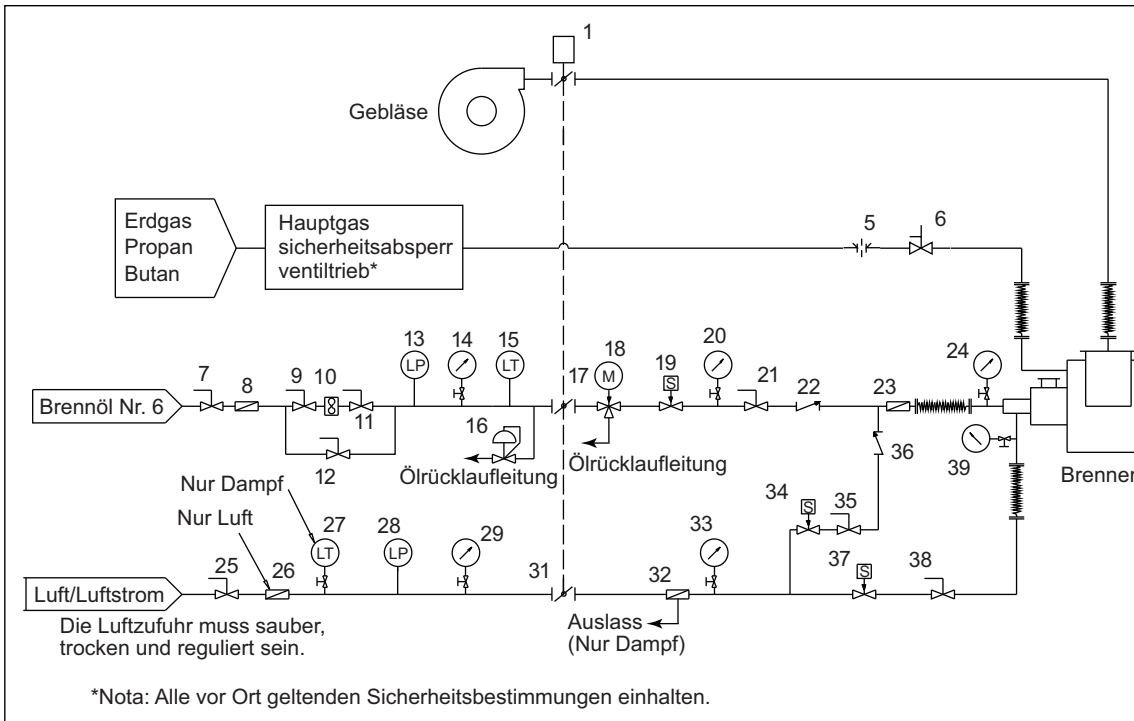 1
Gebläse
Erdgas
Propan
Butan
Hauptgas
sicherheitsabsperr
ventiltrieb*
5
6
13
14
15
17
18
19
20
21
22
23
24
7
8
9
10
11
12
LP
LT
M
S
Brennöl Nr. 6
16
Ölrücklaufleitung
Ölrücklaufleitung
36
39
Brenner
Nur Dampf
Nur Luft
25
26
27
28
29
31
32
33
34
35
37
38
LT
LP
S
S
Luft/Luftstrom
Auslass
(Nur Dampf)
Die Luftzufuhr muss sauber,
trocken und reguliert sein.
*Nota: Alle vor Ort geltenden Sicherheitsbestimmungen einhalten.